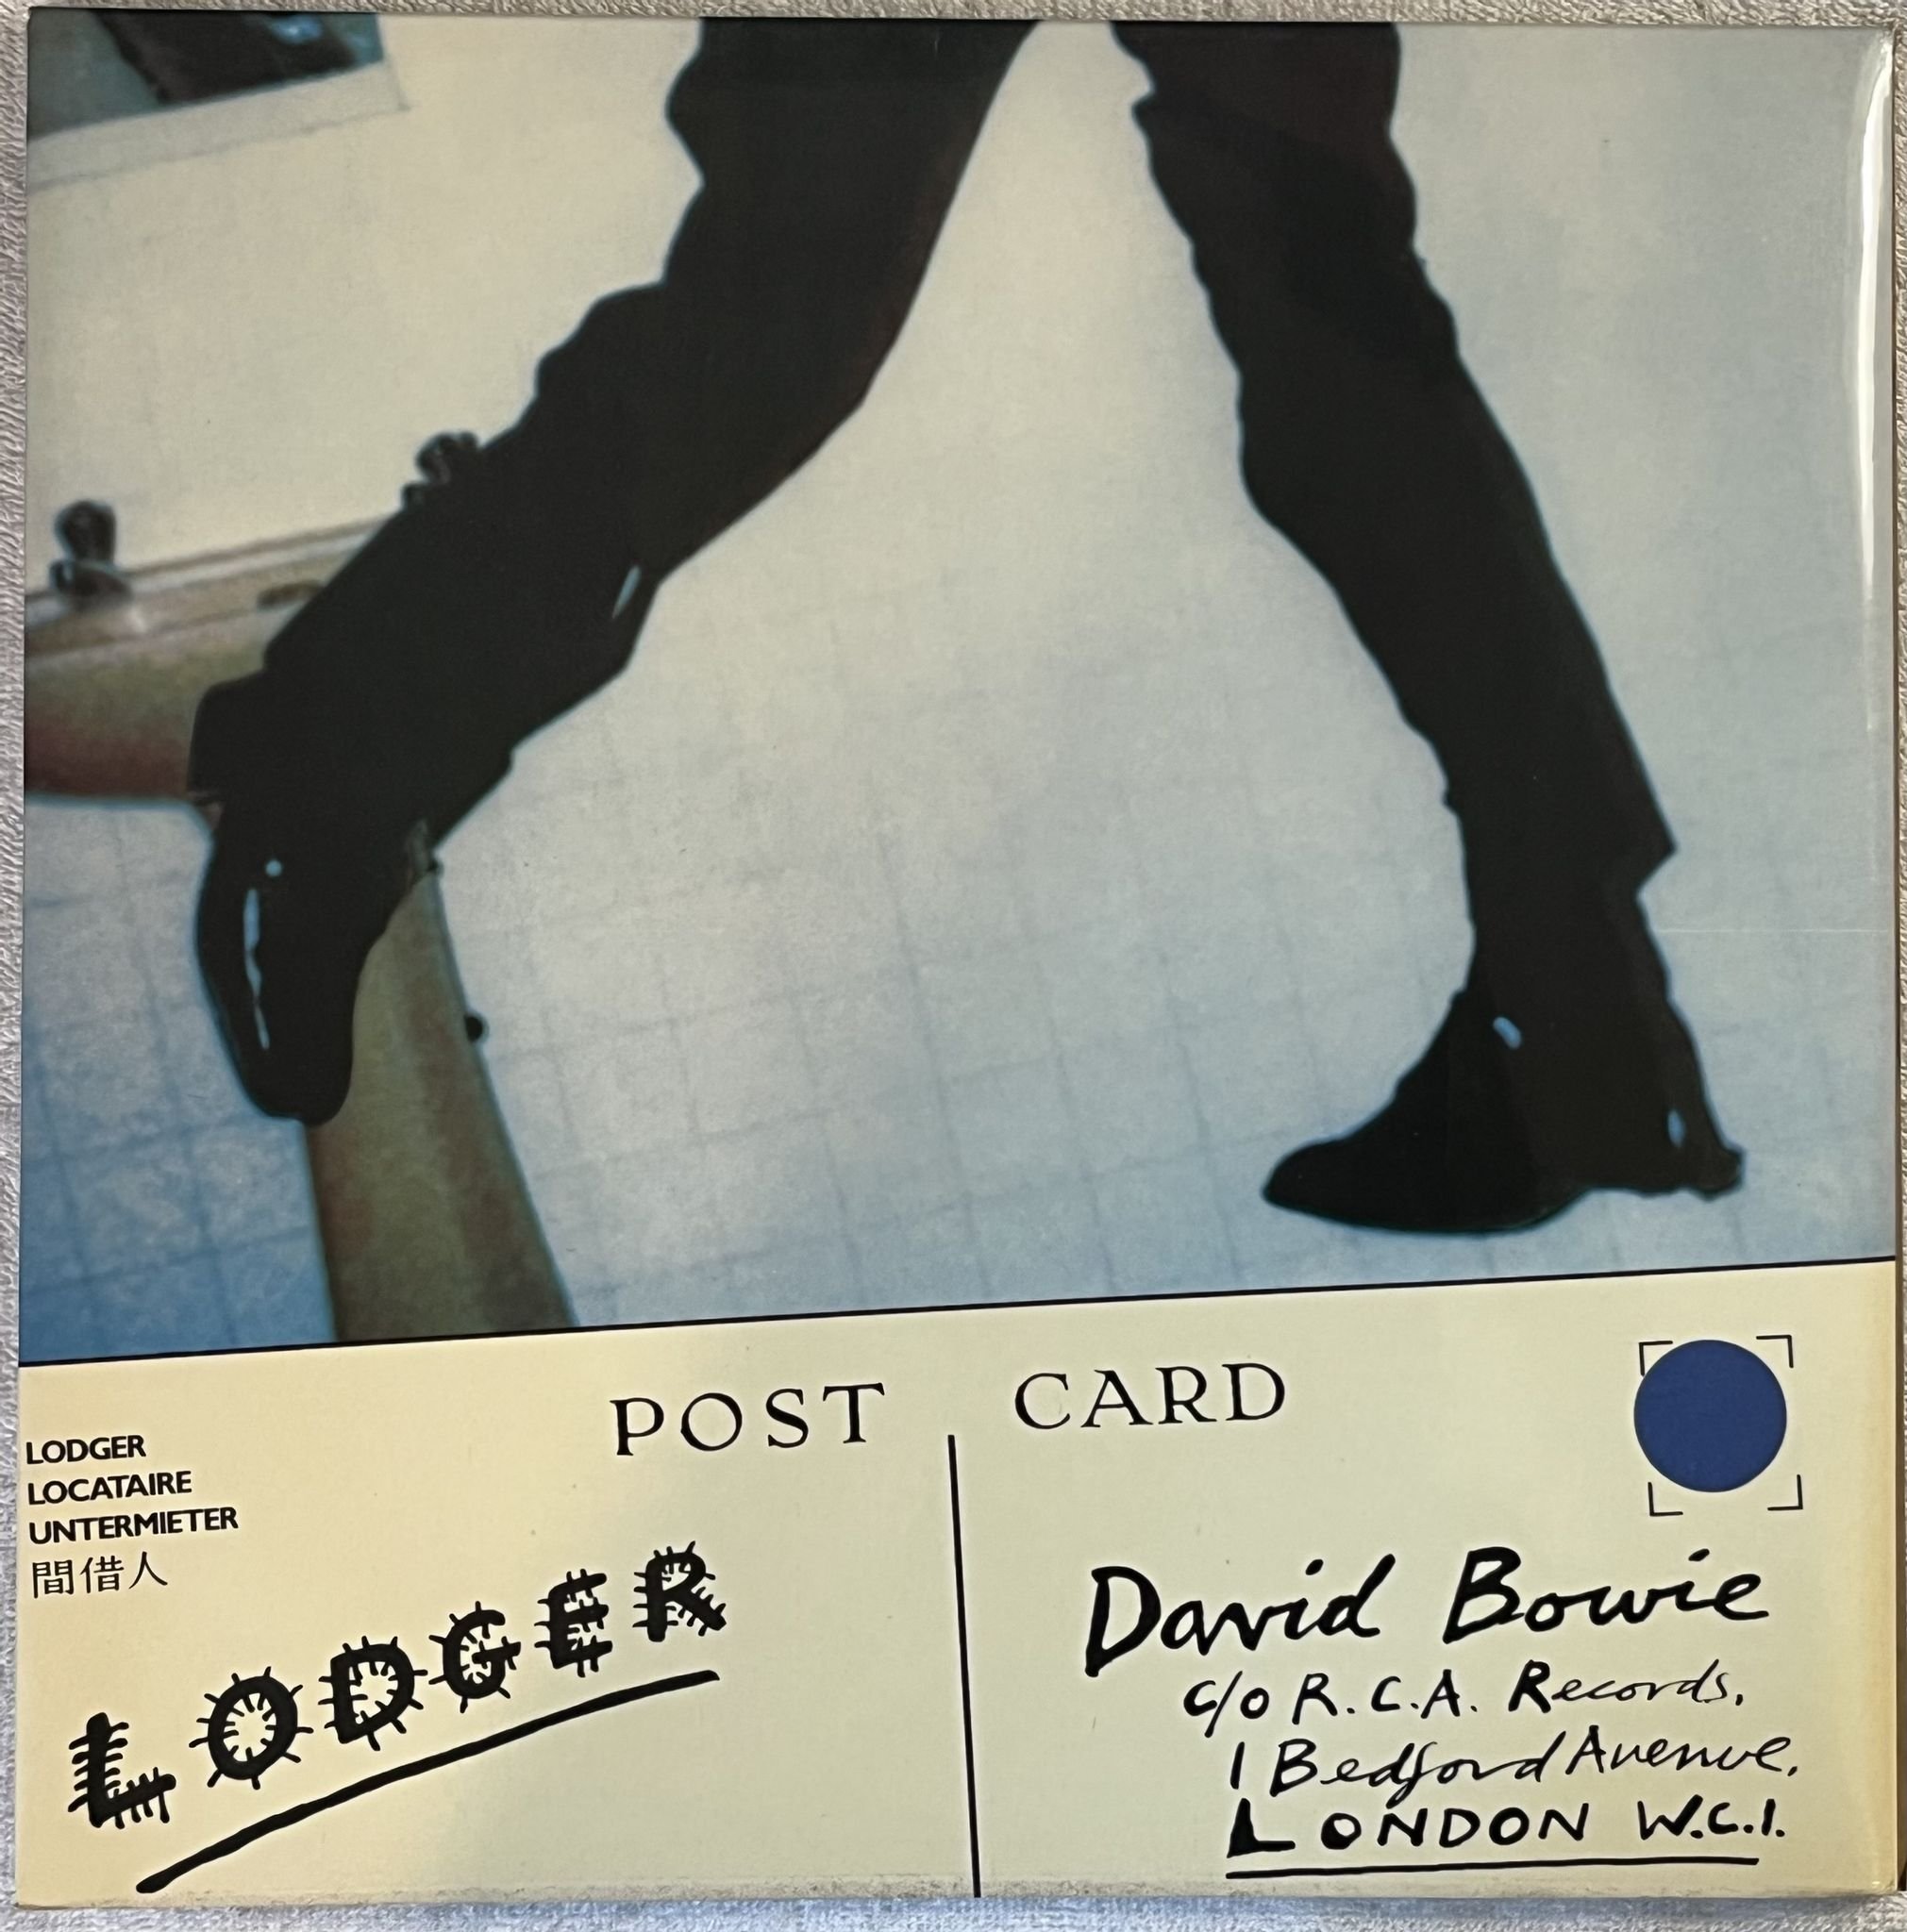 POST CARD
LODGER
LOCATAIRE
UNTERMIETER
間借人
LODGER
David Bowie
c/o R.C.A. Records,
1 Bedford Avenue,
LONDON W.C.1.